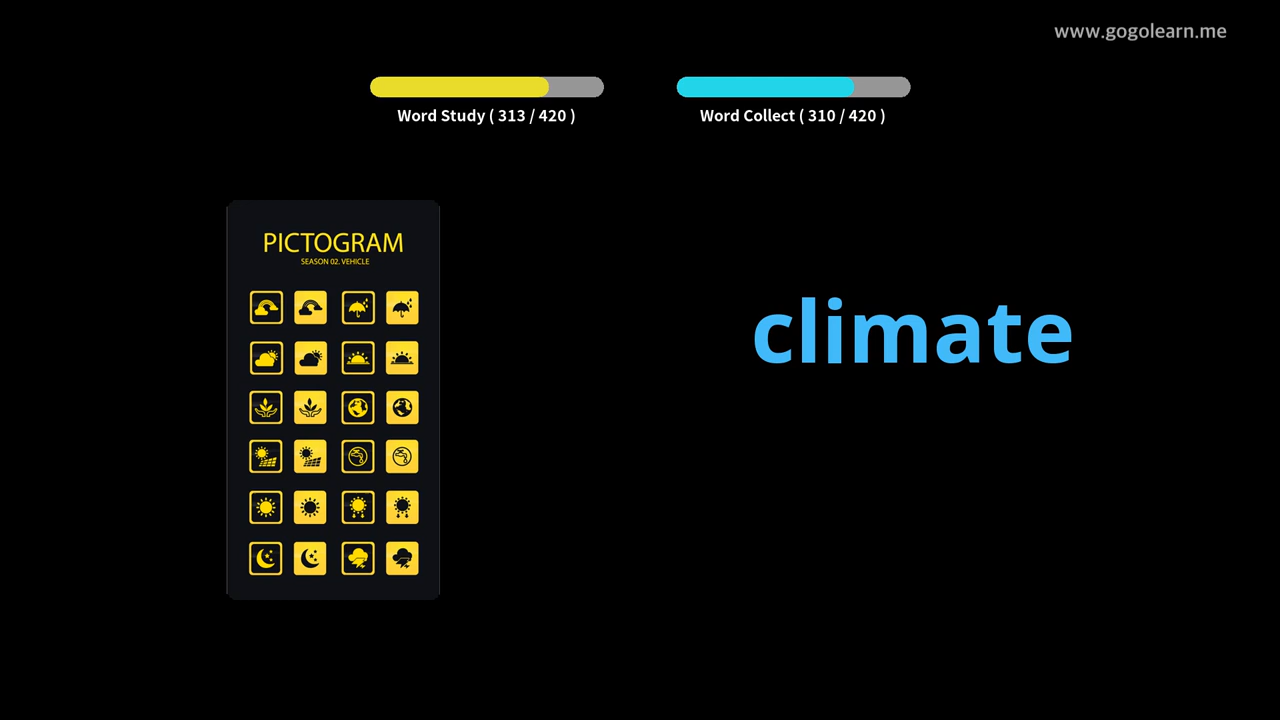 www.gogolearn.me
Word Study ( 313 / 420 )
Word Collect ( 310 / 420 )
PICTOGRAM
SEASON 02. VEHICLE
climate